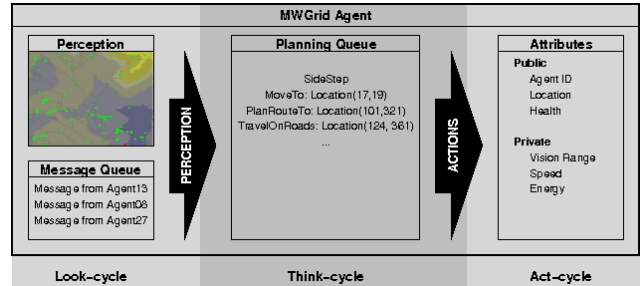 MWGrid Agent
Perception
Message Queue
Message from Agent13
Message from Agent08
Message from Agent27
PERCEPTION
Planning Queue
SideStep
MoveTo: Location(17,19)
PlanRouteTo: Location(101,321)
TravelOnRoads: Location(124, 361)
...
ACTIONS
Attributes
Public
Agent ID
Location
Health
Private
Vision Range
Speed
Energy
Look-cycle
Think-cycle
Act-cycle